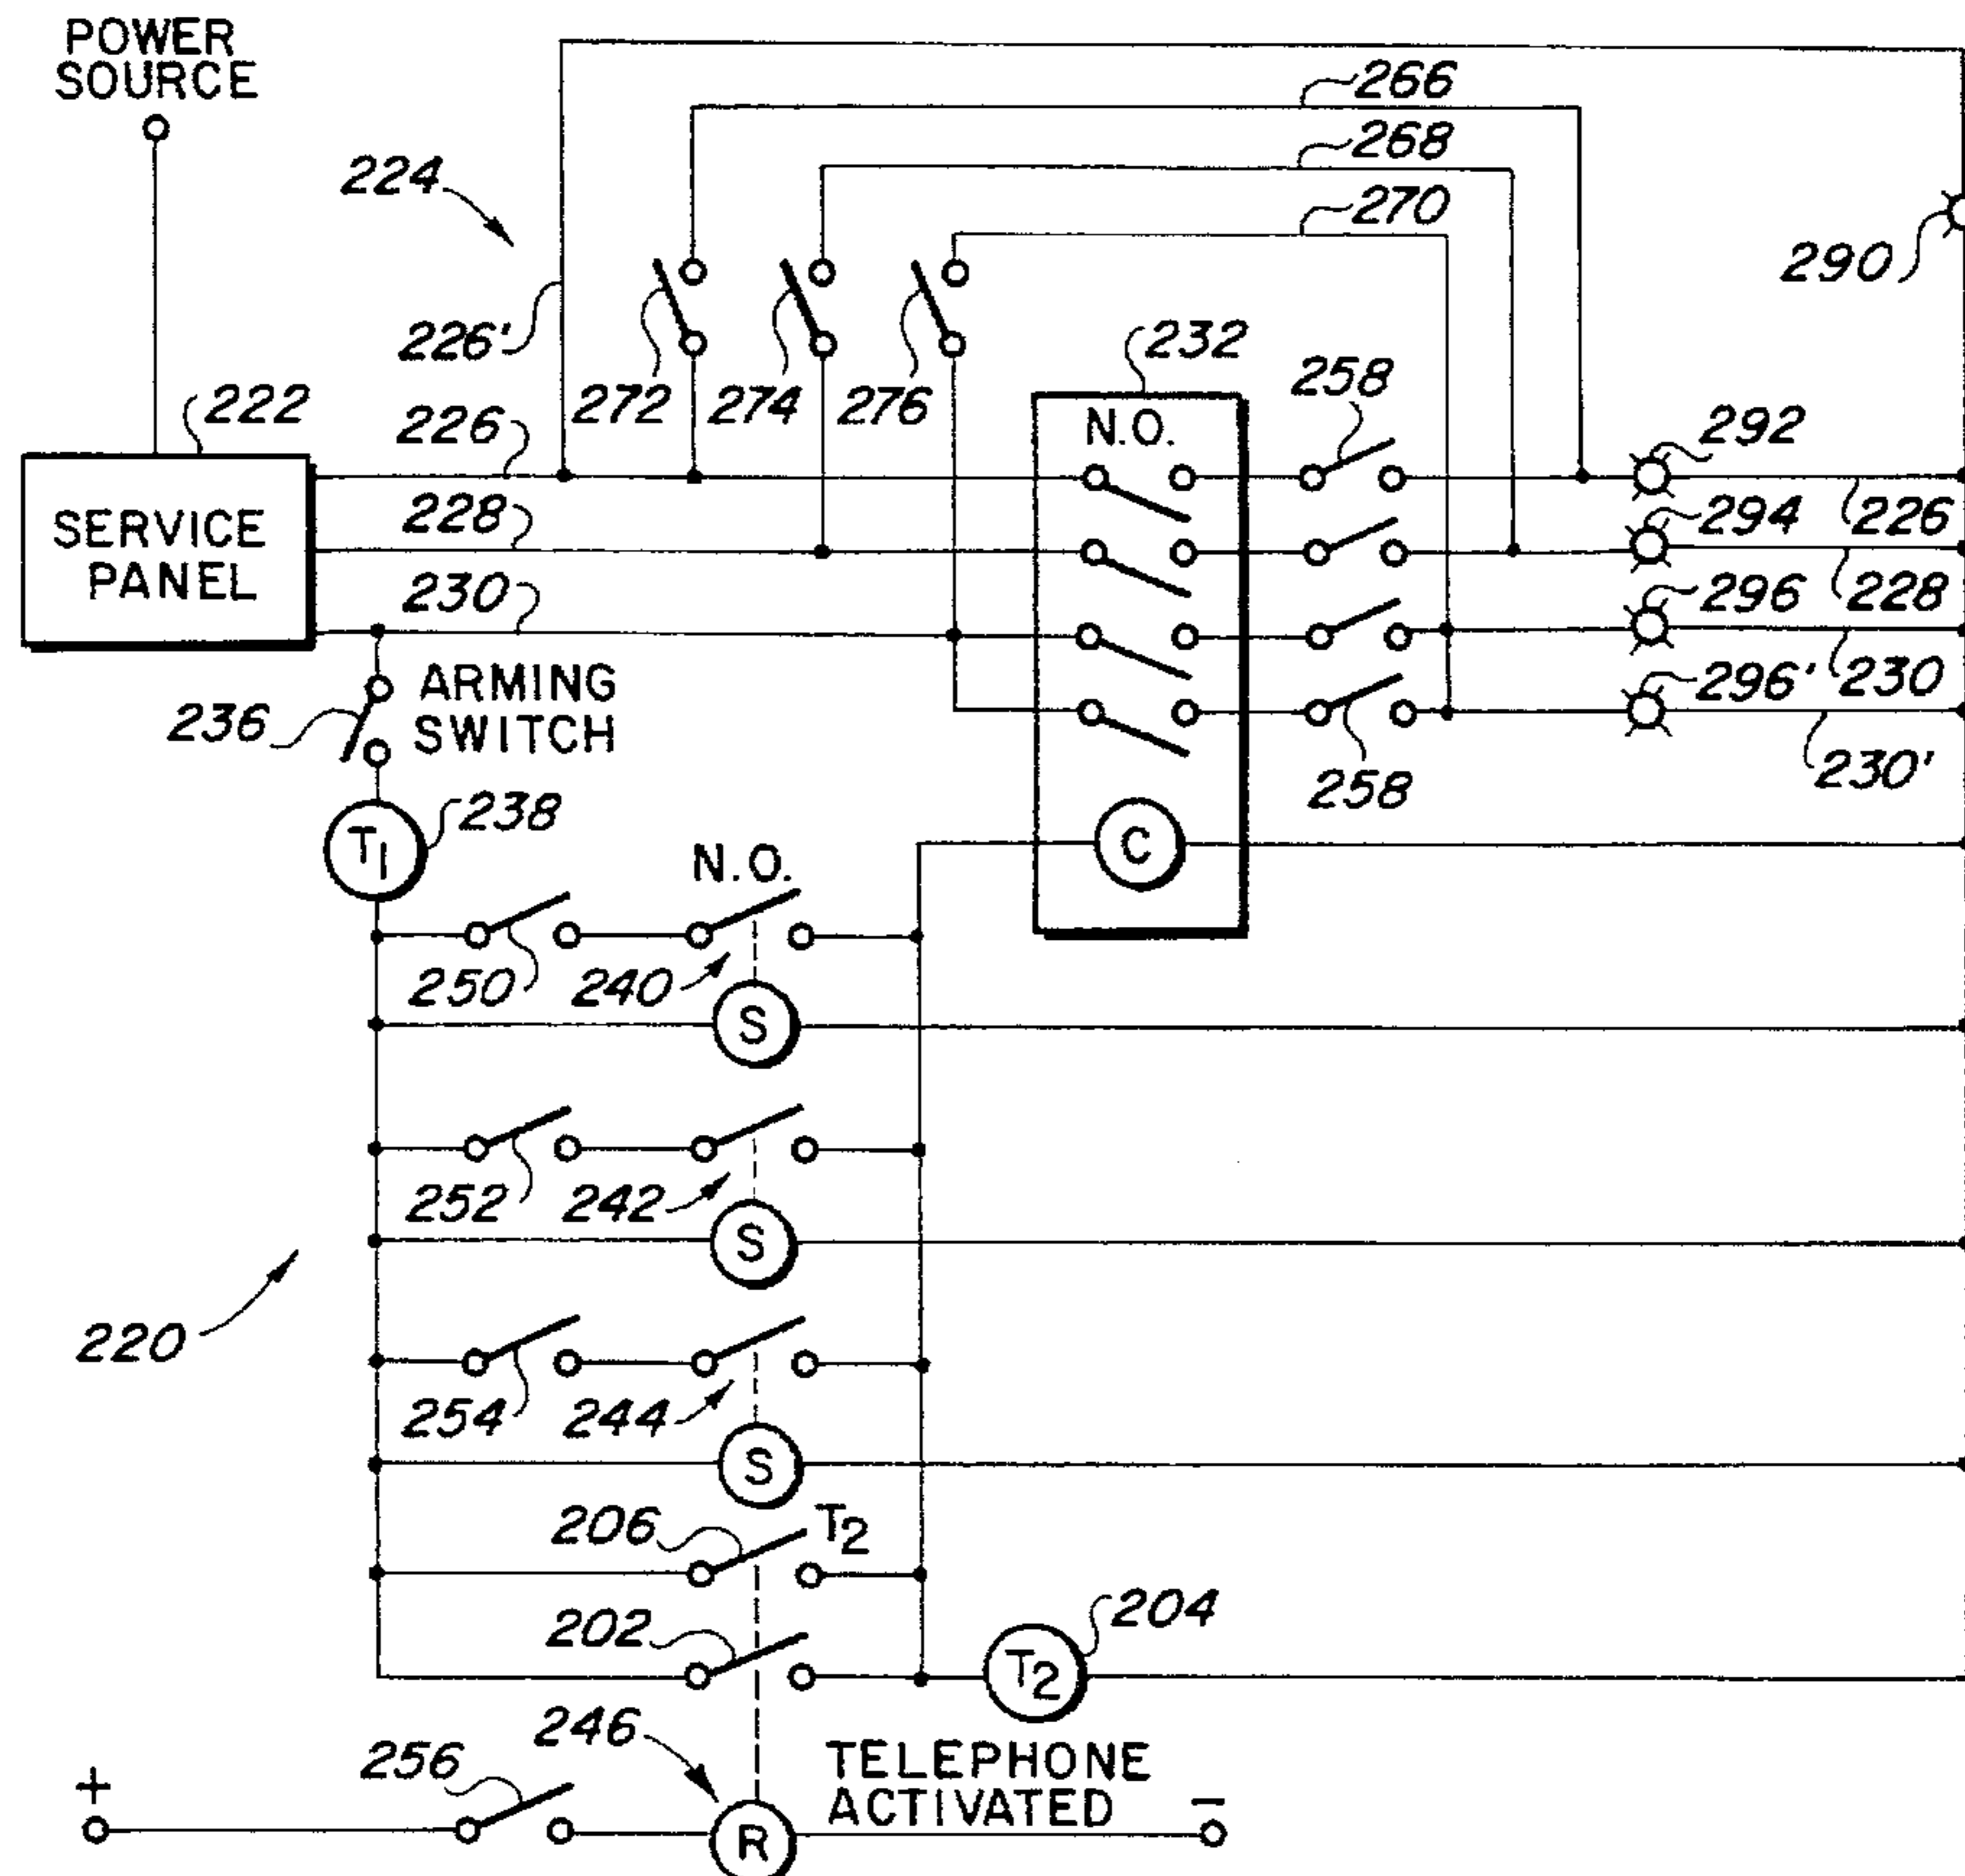 POWER
SOURCE
266
268
224
270
290
226'
232
272
274
276
258
222
226
N.O.
292
SERVICE
PANEL
228
294
226
230
296
228
236
ARMING
SWITCH
296'
230
258
230'
T1
238
N.O.
C
250
240
S
252
242
S
220
254
244
S
206
T2
202
204
T2
246
256
TELEPHONE
ACTIVATED
+
R
−